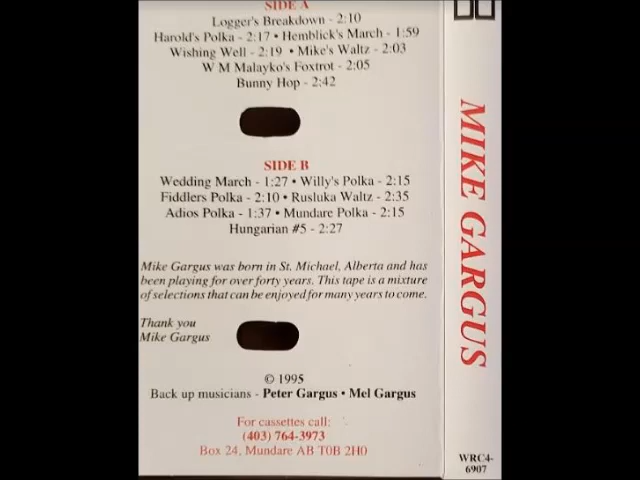 SIDE A
Logger's Breakdown - 2:10
Harold's Polka - 2:17 • Hemblick's March - 1:59
Wishing Well - 2:19 • Mike's Waltz - 2:03
W M Malayko's Foxtrot - 2:05
Bunny Hop - 2:42
SIDE B
Wedding March - 1:27 • Willy's Polka - 2:15
Fiddlers Polka - 2:10 • Rusluka Waltz - 2:35
Adios Polka - 1:37 • Mundare Polka - 2:15
Hungarian #5 - 2:27
Mike Gargus was born in St. Michael, Alberta and has
been playing for over forty years. This tape is a mixture
of selections that can be enjoyed for many years to come.
Thank you
Mike Gargus
© 1995
Back up musicians - Peter Gargus • Mel Gargus
For cassettes call:
(403) 764-3973
Box 24, Mundare AB T0B 2H0
MIKE GARGUS
WRC4-
6907